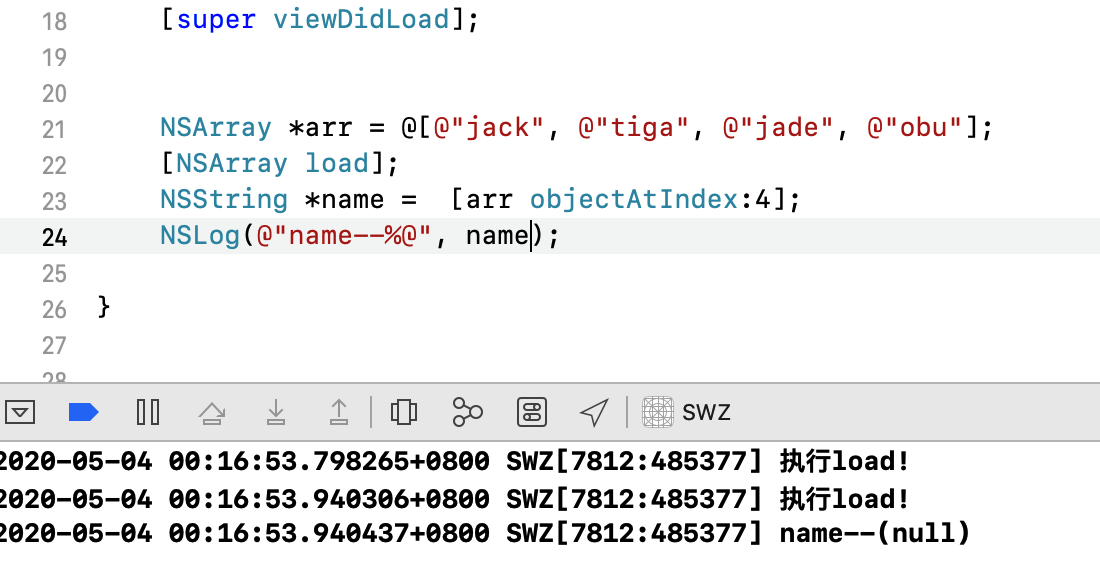 18 [super viewDidLoad];
19
20
21 NSArray *arr = @[@"jack", @"tiga", @"jade", @"obu"];
22 [NSArray load];
23 NSString *name =  [arr objectAtIndex:4];
24 NSLog(@"name--%@", name);
25
26 }
27
28
SWZ
2020-05-04 00:16:53.798265+0800 SWZ[7812:485377] 执行load!
2020-05-04 00:16:53.940306+0800 SWZ[7812:485377] 执行load!
2020-05-04 00:16:53.940437+0800 SWZ[7812:485377] name--(null)